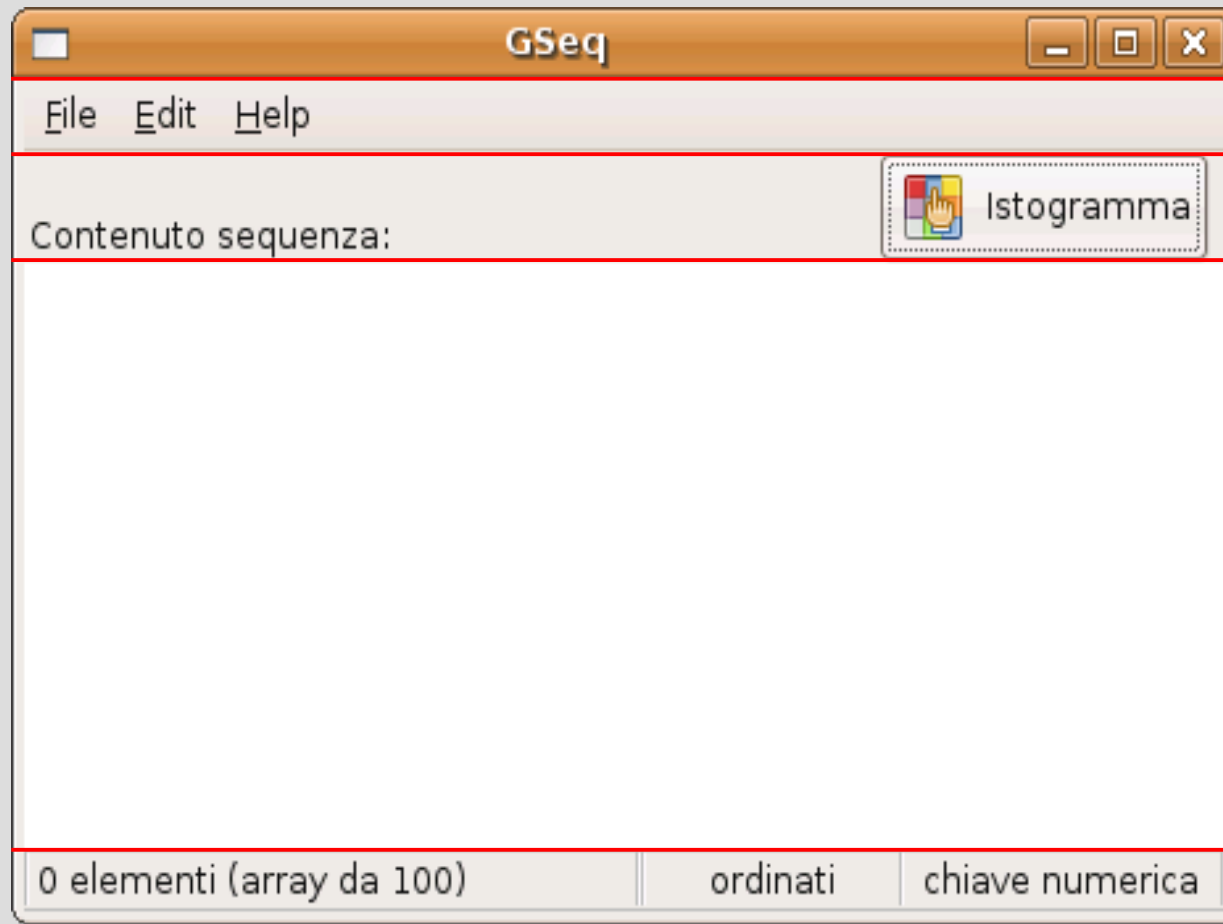 GSeq
File Edit Help
Istogramma
Contenuto sequenza:
0 elementi (array da 100) ordinati chiave numerica